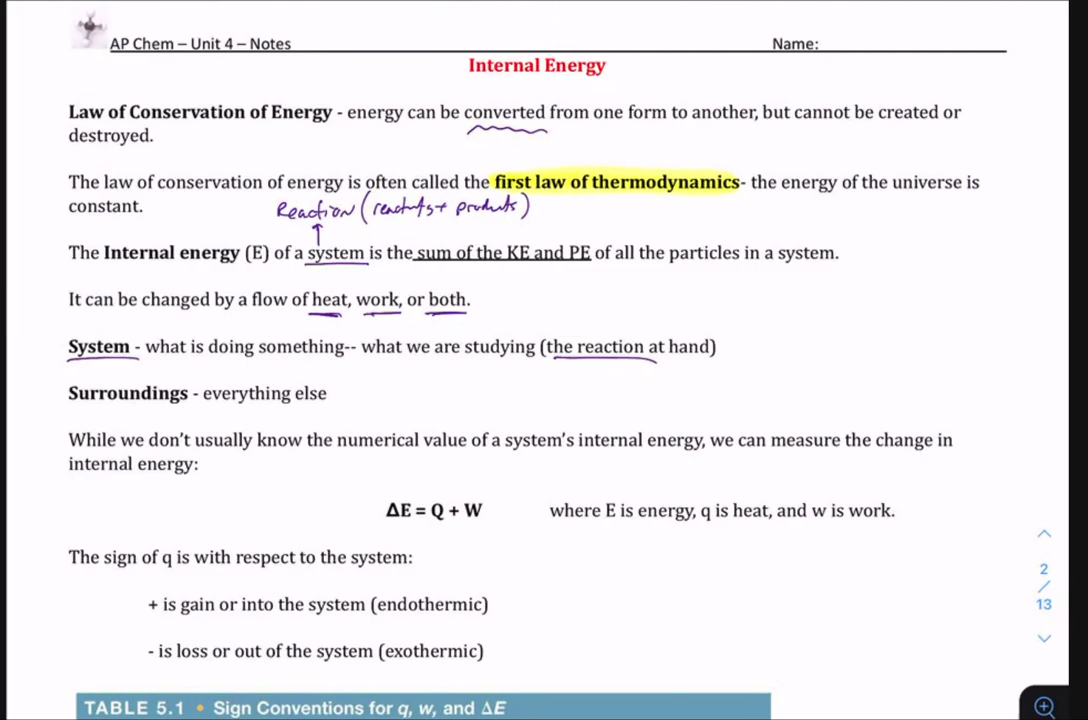 AP Chem – Unit 4 – Notes Name:
Internal Energy
Law of Conservation of Energy - energy can be converted from one form to another, but cannot be created or
destroyed.
The law of conservation of energy is often called the first law of thermodynamics- the energy of the universe is
constant.
Reaction (reactants + products)
The Internal energy (E) of a system is the sum of the KE and PE of all the particles in a system.
It can be changed by a flow of heat, work, or both.
System - what is doing something-- what we are studying (the reaction at hand)
Surroundings - everything else
While we don't usually know the numerical value of a system's internal energy, we can measure the change in
internal energy:
ΔE = Q + W where E is energy, q is heat, and w is work.
The sign of q is with respect to the system:
+ is gain or into the system (endothermic)
- is loss or out of the system (exothermic)
2
/
13
TABLE 5.1 • Sign Conventions for q, w, and ΔE